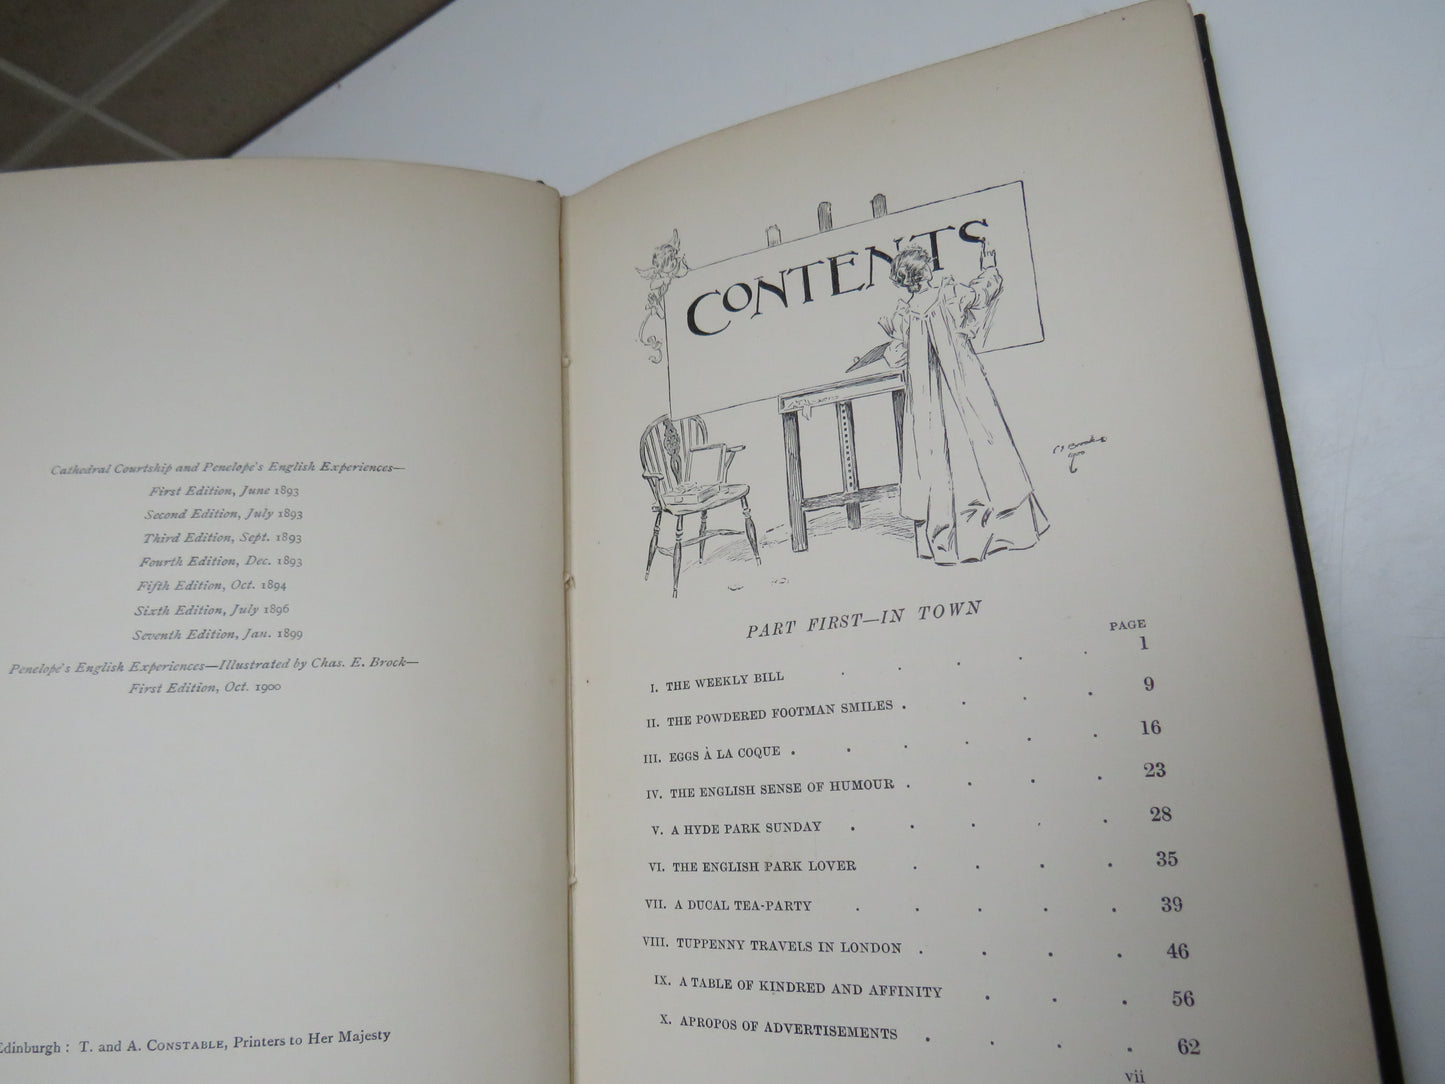 Cathedral Courtship and Penelope's English Experiences—
First Edition, June 1893
Second Edition, July 1893
Third Edition, Sept. 1893
Fourth Edition, Dec. 1893
Fifth Edition, Oct. 1894
Sixth Edition, July 1896
Seventh Edition, Jan. 1899
Penelope's English Experiences—Illustrated by Chas. E. Brock—
First Edition, Oct. 1900
Edinburgh : T. and A. CONSTABLE, Printers to Her Majesty
CONTENTS
PART FIRST—IN TOWN
PAGE
I. THE WEEKLY BILL . . . . . 1
II. THE POWDERED FOOTMAN SMILES . . . . 9
III. EGGS À LA COQUE . . . . . . 16
IV. THE ENGLISH SENSE OF HUMOUR . . . . 23
V. A HYDE PARK SUNDAY . . . . . 28
VI. THE ENGLISH PARK LOVER . . . . 35
VII. A DUCAL TEA-PARTY . . . . . 39
VIII. TUPPENNY TRAVELS IN LONDON . . . . 46
IX. A TABLE OF KINDRED AND AFFINITY . . . 56
X. APROPOS OF ADVERTISEMENTS . . . . 62
vii